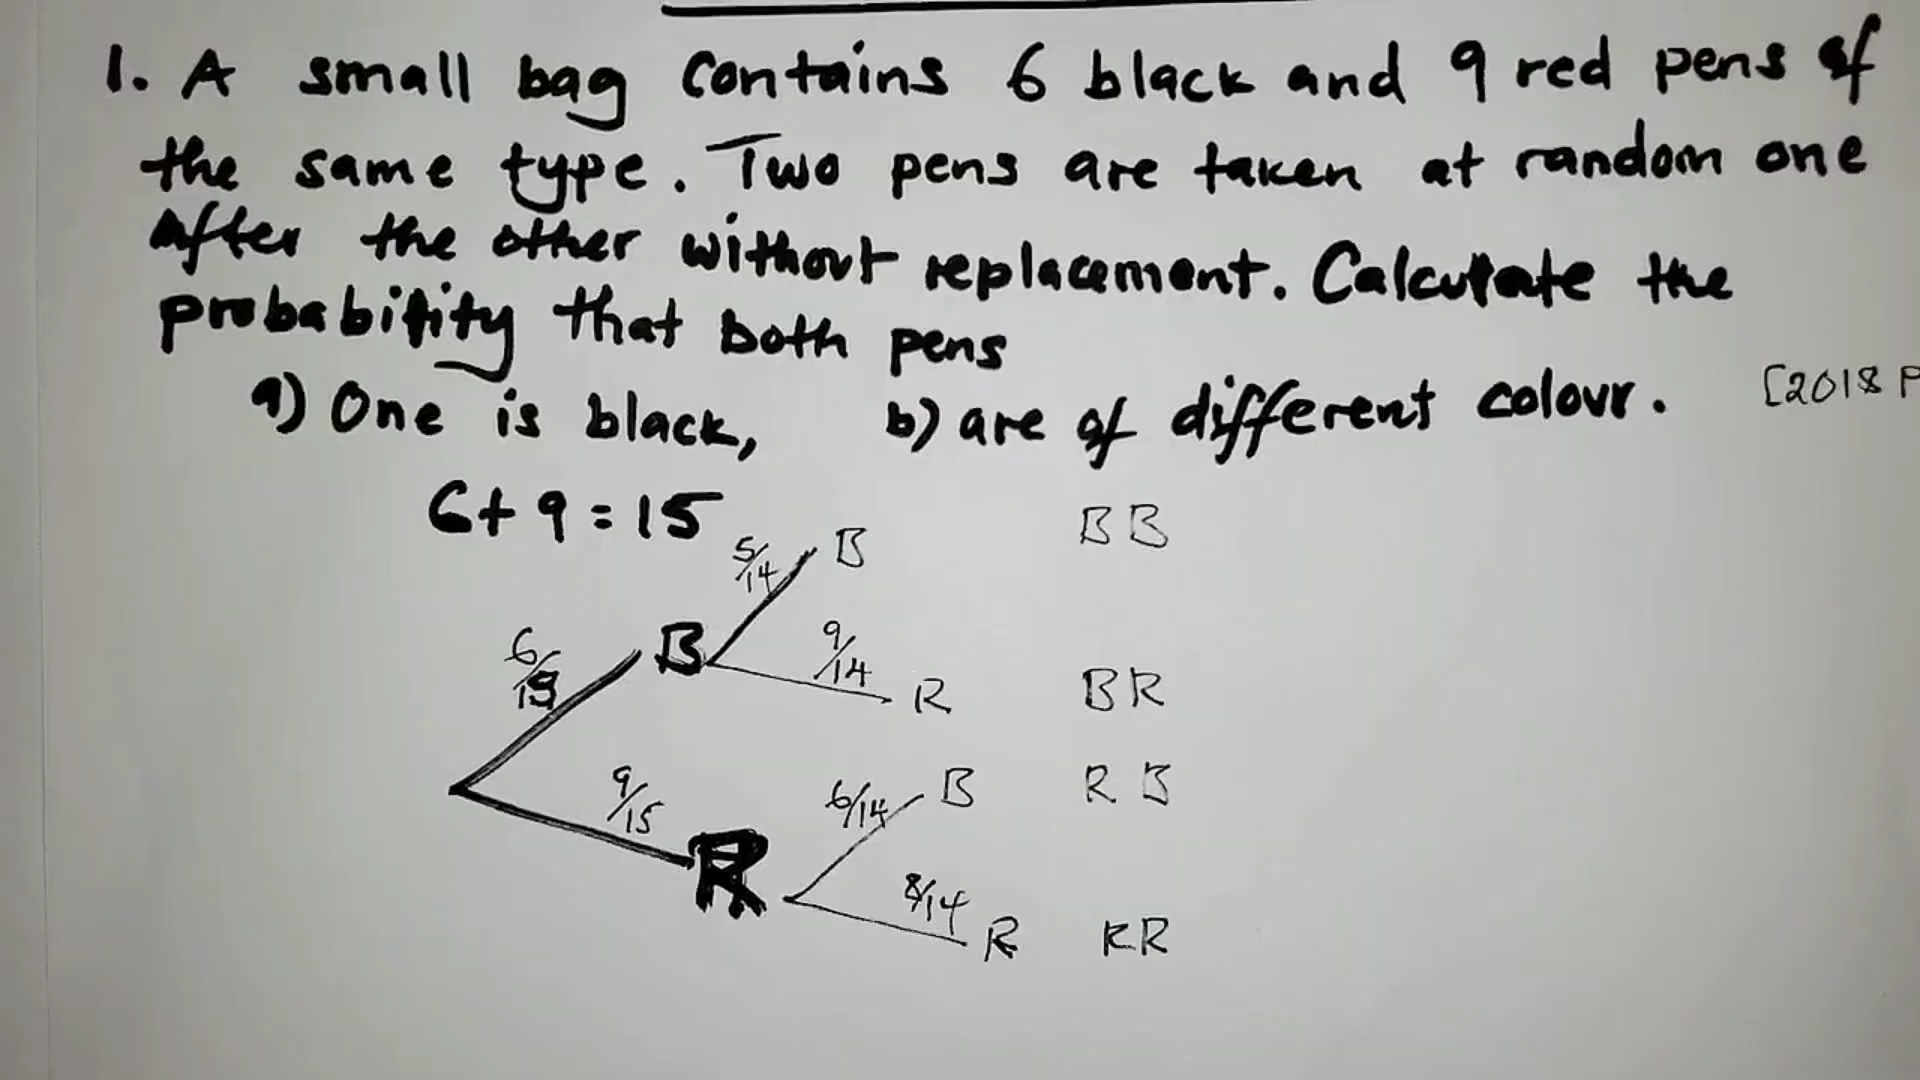 1. A small bag contains 6 black and 9 red pens of
the same type. Two pens are taken at random one
after the other without replacement. Calculate the
probability that both pens
a) One is black, b) are of different colour. [2018 P
6+9=15
5/14 B BB
6/15 B 9/14 R BR
9/15 R 6/14 B RB
8/14 R RR